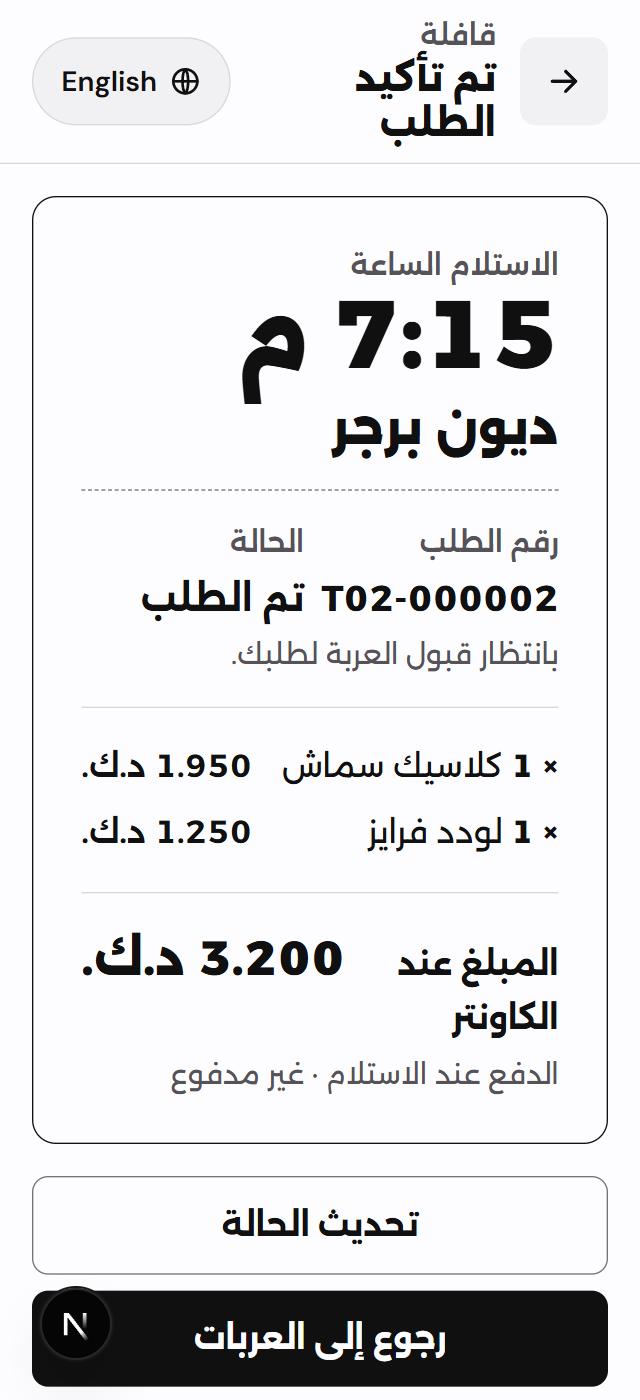 قافلة
تم تأكيد
الطلب
English
الاستلام الساعة
7:15 م
ديون برجر
رقم الطلب
الحالة
T02-000002
تم الطلب
بانتظار قبول العربة لطلبك.
× 1 كلاسيك سماش 1.950 د.ك.
× 1 لودد فرايز 1.250 د.ك.
المبلغ عند
الكاونتر
3.200 د.ك.
الدفع عند الاستلام · غير مدفوع
تحديث الحالة
رجوع إلى العربات
N